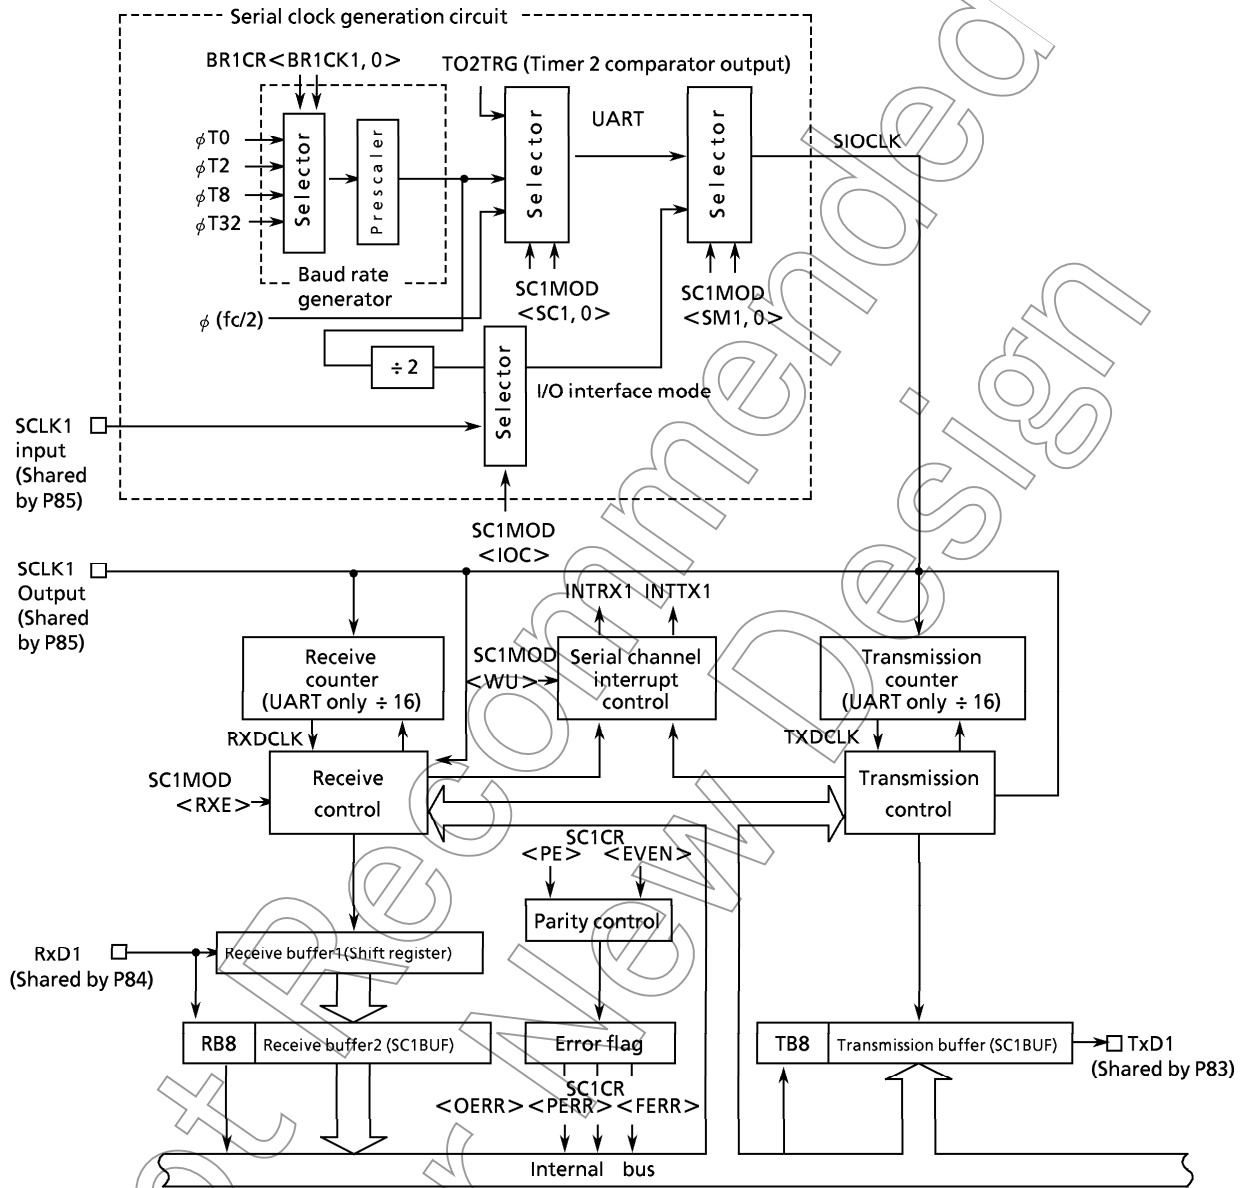 Serial clock generation circuit
BR1CR<BR1CK1, 0>
TO2TRG (Timer 2 comparator output)
UART
SIOCLK
φT0
φT2
φT8
φT32
Selector
Prescaler
Selector
Selector
Baud rate
generator
SC1MOD
<SC1, 0>
SC1MOD
<SM1, 0>
φ (fc/2)
÷2
Selector
I/O interface mode
SCLK1
input
(Shared
by P85)
SC1MOD
<IOC>
SCLK1
Output
(Shared
by P85)
INTRX1 INTTX1
Receive
counter
(UART only ÷ 16)
SC1MOD
<WU>
Serial channel
interrupt
control
Transmission
counter
(UART only ÷ 16)
RXDCLK
TXDCLK
SC1MOD
<RXE>
Receive
control
Transmission
control
SC1CR
<PE> <EVEN>
Parity control
RxD1
(Shared by P84)
Receive buffer1(Shift register)
RB8 Receive buffer2 (SC1BUF)
Error flag
TB8 Transmission buffer (SC1BUF)
TxD1
(Shared by P83)
SC1CR
<OERR> <PERR> <FERR>
Internal bus
ot Recommended
r New Design